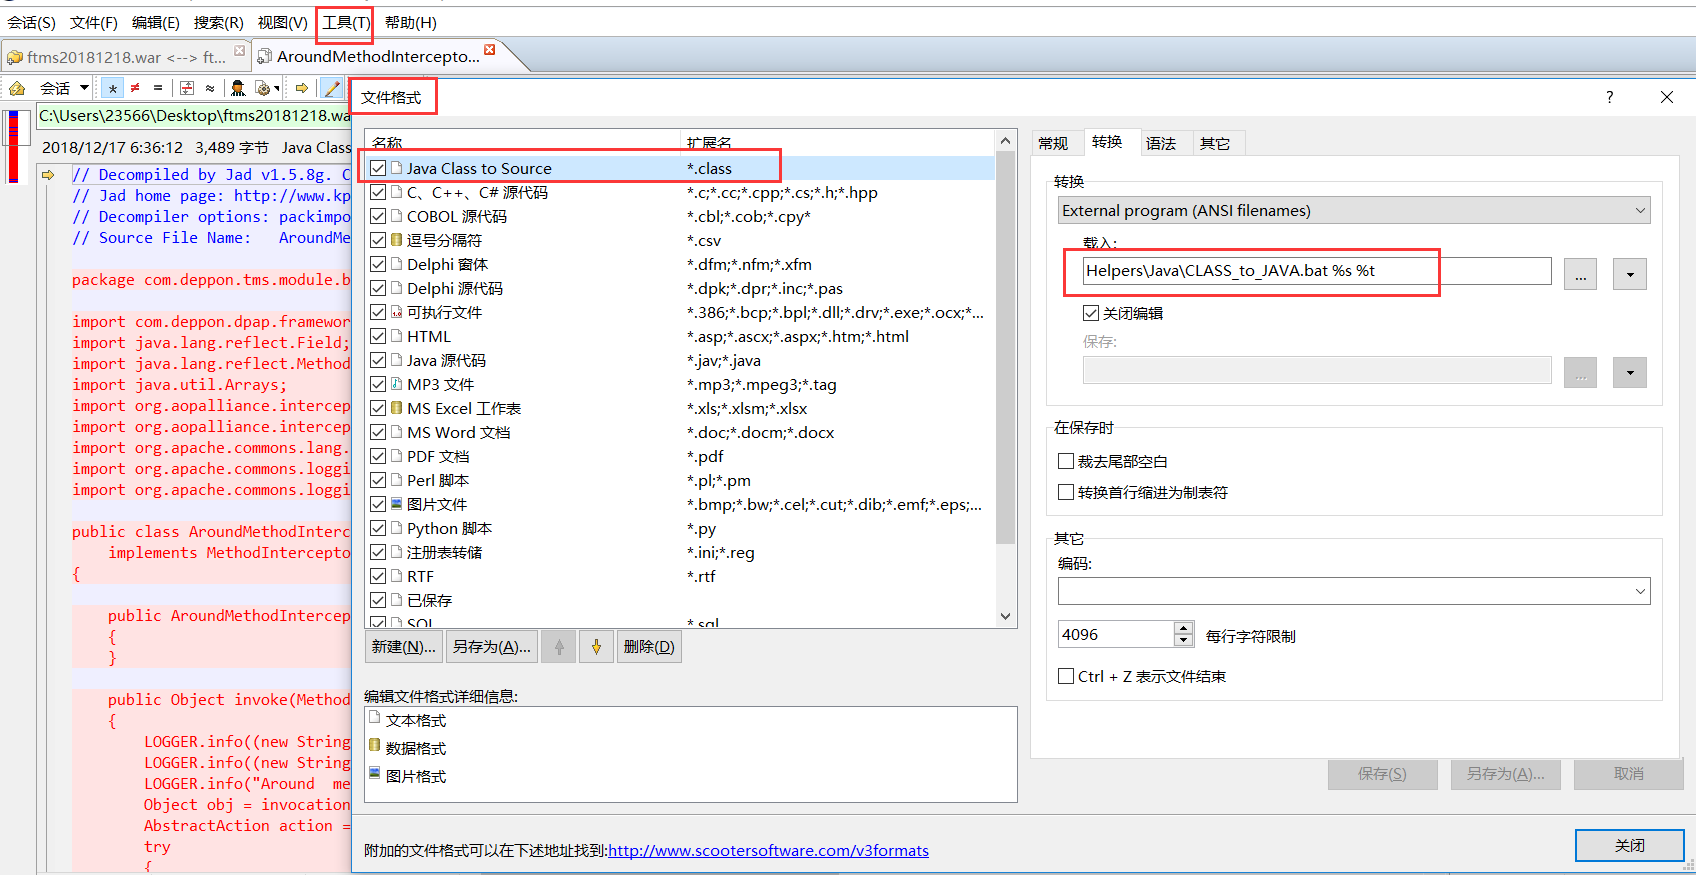 会话(S) 文件(F) 编辑(E) 搜索(R) 视图(V) 工具(T) 帮助(H)
ftms20181218.war <--> ft...
AroundMethodIntercepto...
会话 * ≠ = ≈
C:\Users\23566\Desktop\ftms20181218.wa
2018/12/17 6:36:12 3,489 字节 Java Class
// Decompiled by Jad v1.5.8g. C
// Jad home page: http://www.kp
// Decompiler options: packimpo
// Source File Name: AroundMe
package com.deppon.tms.module.b
import com.deppon.dpap.framewor
import java.lang.reflect.Field;
import java.lang.reflect.Method
import java.util.Arrays;
import org.aopalliance.intercep
import org.aopalliance.intercep
import org.apache.commons.lang.
import org.apache.commons.loggi
import org.apache.commons.loggi
public class AroundMethodInterc
implements MethodIntercepto
{
public AroundMethodIntercep
{
}
public Object invoke(Method
{
LOGGER.info((new String
LOGGER.info((new String
LOGGER.info("Around me
Object obj = invocation
AbstractAction action =
try
{
文件格式
?
名称 扩展名
Java Class to Source *.class
C、C++、C# 源代码 *.c;*.cc;*.cpp;*.cs;*.h;*.hpp
COBOL 源代码 *.cbl;*.cob;*.cpy*
逗号分隔符 *.csv
Delphi 窗体 *.dfm;*.nfm;*.xfm
Delphi 源代码 *.dpk;*.dpr;*.inc;*.pas
可执行文件 *.386;*.bcp;*.bpl;*.dll;*.drv;*.exe;*.ocx;*...
HTML *.asp;*.ascx;*.aspx;*.htm;*.html
Java 源代码 *.jav;*.java
MP3 文件 *.mp3;*.mpeg3;*.tag
MS Excel 工作表 *.xls;*.xlsm;*.xlsx
MS Word 文档 *.doc;*.docm;*.docx
PDF 文档 *.pdf
Perl 脚本 *.pl;*.pm
图片文件 *.bmp;*.bw;*.cel;*.cut;*.dib;*.emf;*.eps;...
Python 脚本 *.py
注册表转储 *.ini;*.reg
RTF *.rtf
已保存
SQL *.sql
新建(N)... 另存为(A)... 删除(D)
编辑文件格式详细信息:
文本格式
数据格式
图片格式
附加的文件格式可以在下述地址找到:http://www.scootersoftware.com/v3formats
常规 转换 语法 其它
转换
External program (ANSI filenames)
载入:
Helpers\Java\CLASS_to_JAVA.bat %s %t
...
关闭编辑
保存:
...
在保存时
裁去尾部空白
转换首行缩进为制表符
其它
编码:
4096 每行字符限制
Ctrl + Z 表示文件结束
保存(S) 另存为(A)... 取消
关闭